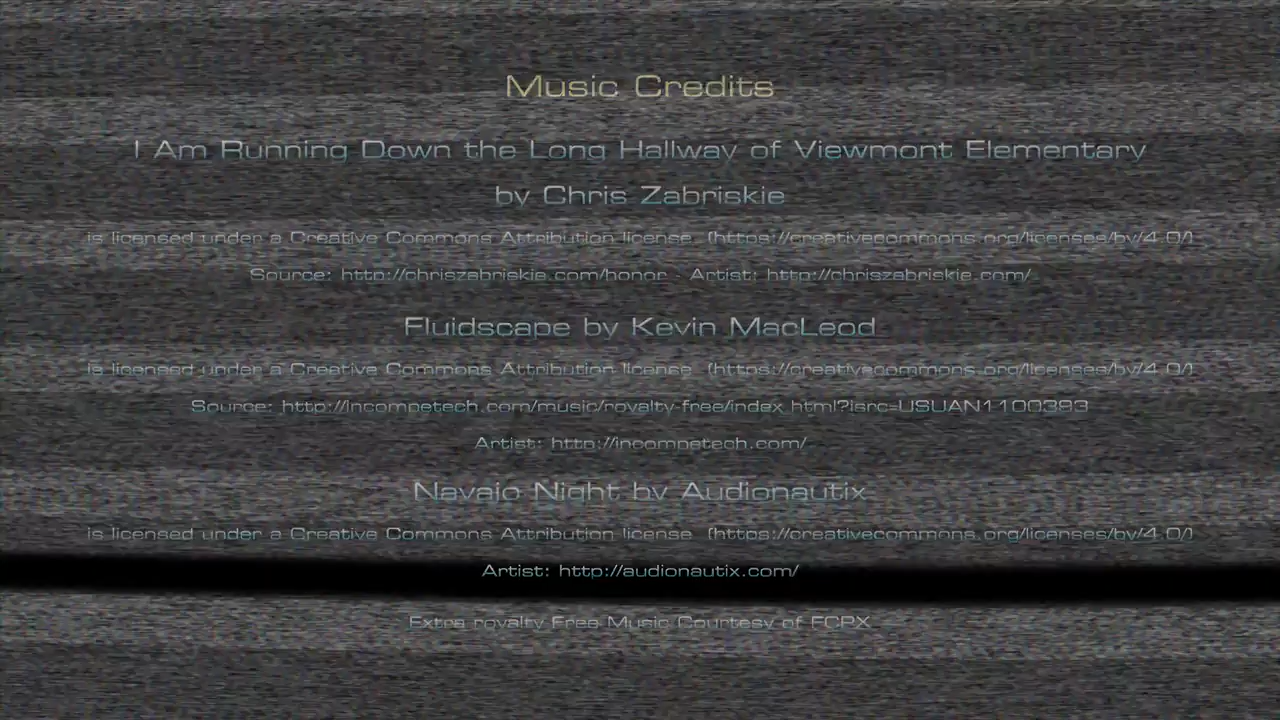 Music Credits
I Am Running Down the Long Hallway of Viewmont Elementary
by Chris Zabriskie
is licensed under a Creative Commons Attribution license (https://creativecommons.org/licenses/by/4.0/)
Source: http://chriszabriskie.com/honor - Artist: http://chriszabriskie.com/
Fluidscape by Kevin MacLeod
is licensed under a Creative Commons Attribution license (https://creativecommons.org/licenses/by/4.0/)
Source: http://incompetech.com/music/royalty-free/index.html?isrc=USUAN1100393
Artist: http://incompetech.com/
Navajo Night by Audionautix
is licensed under a Creative Commons Attribution license (https://creativecommons.org/licenses/by/4.0/)
Artist: http://audionautix.com/
Extra royalty Free Music Courtesy of FCPX